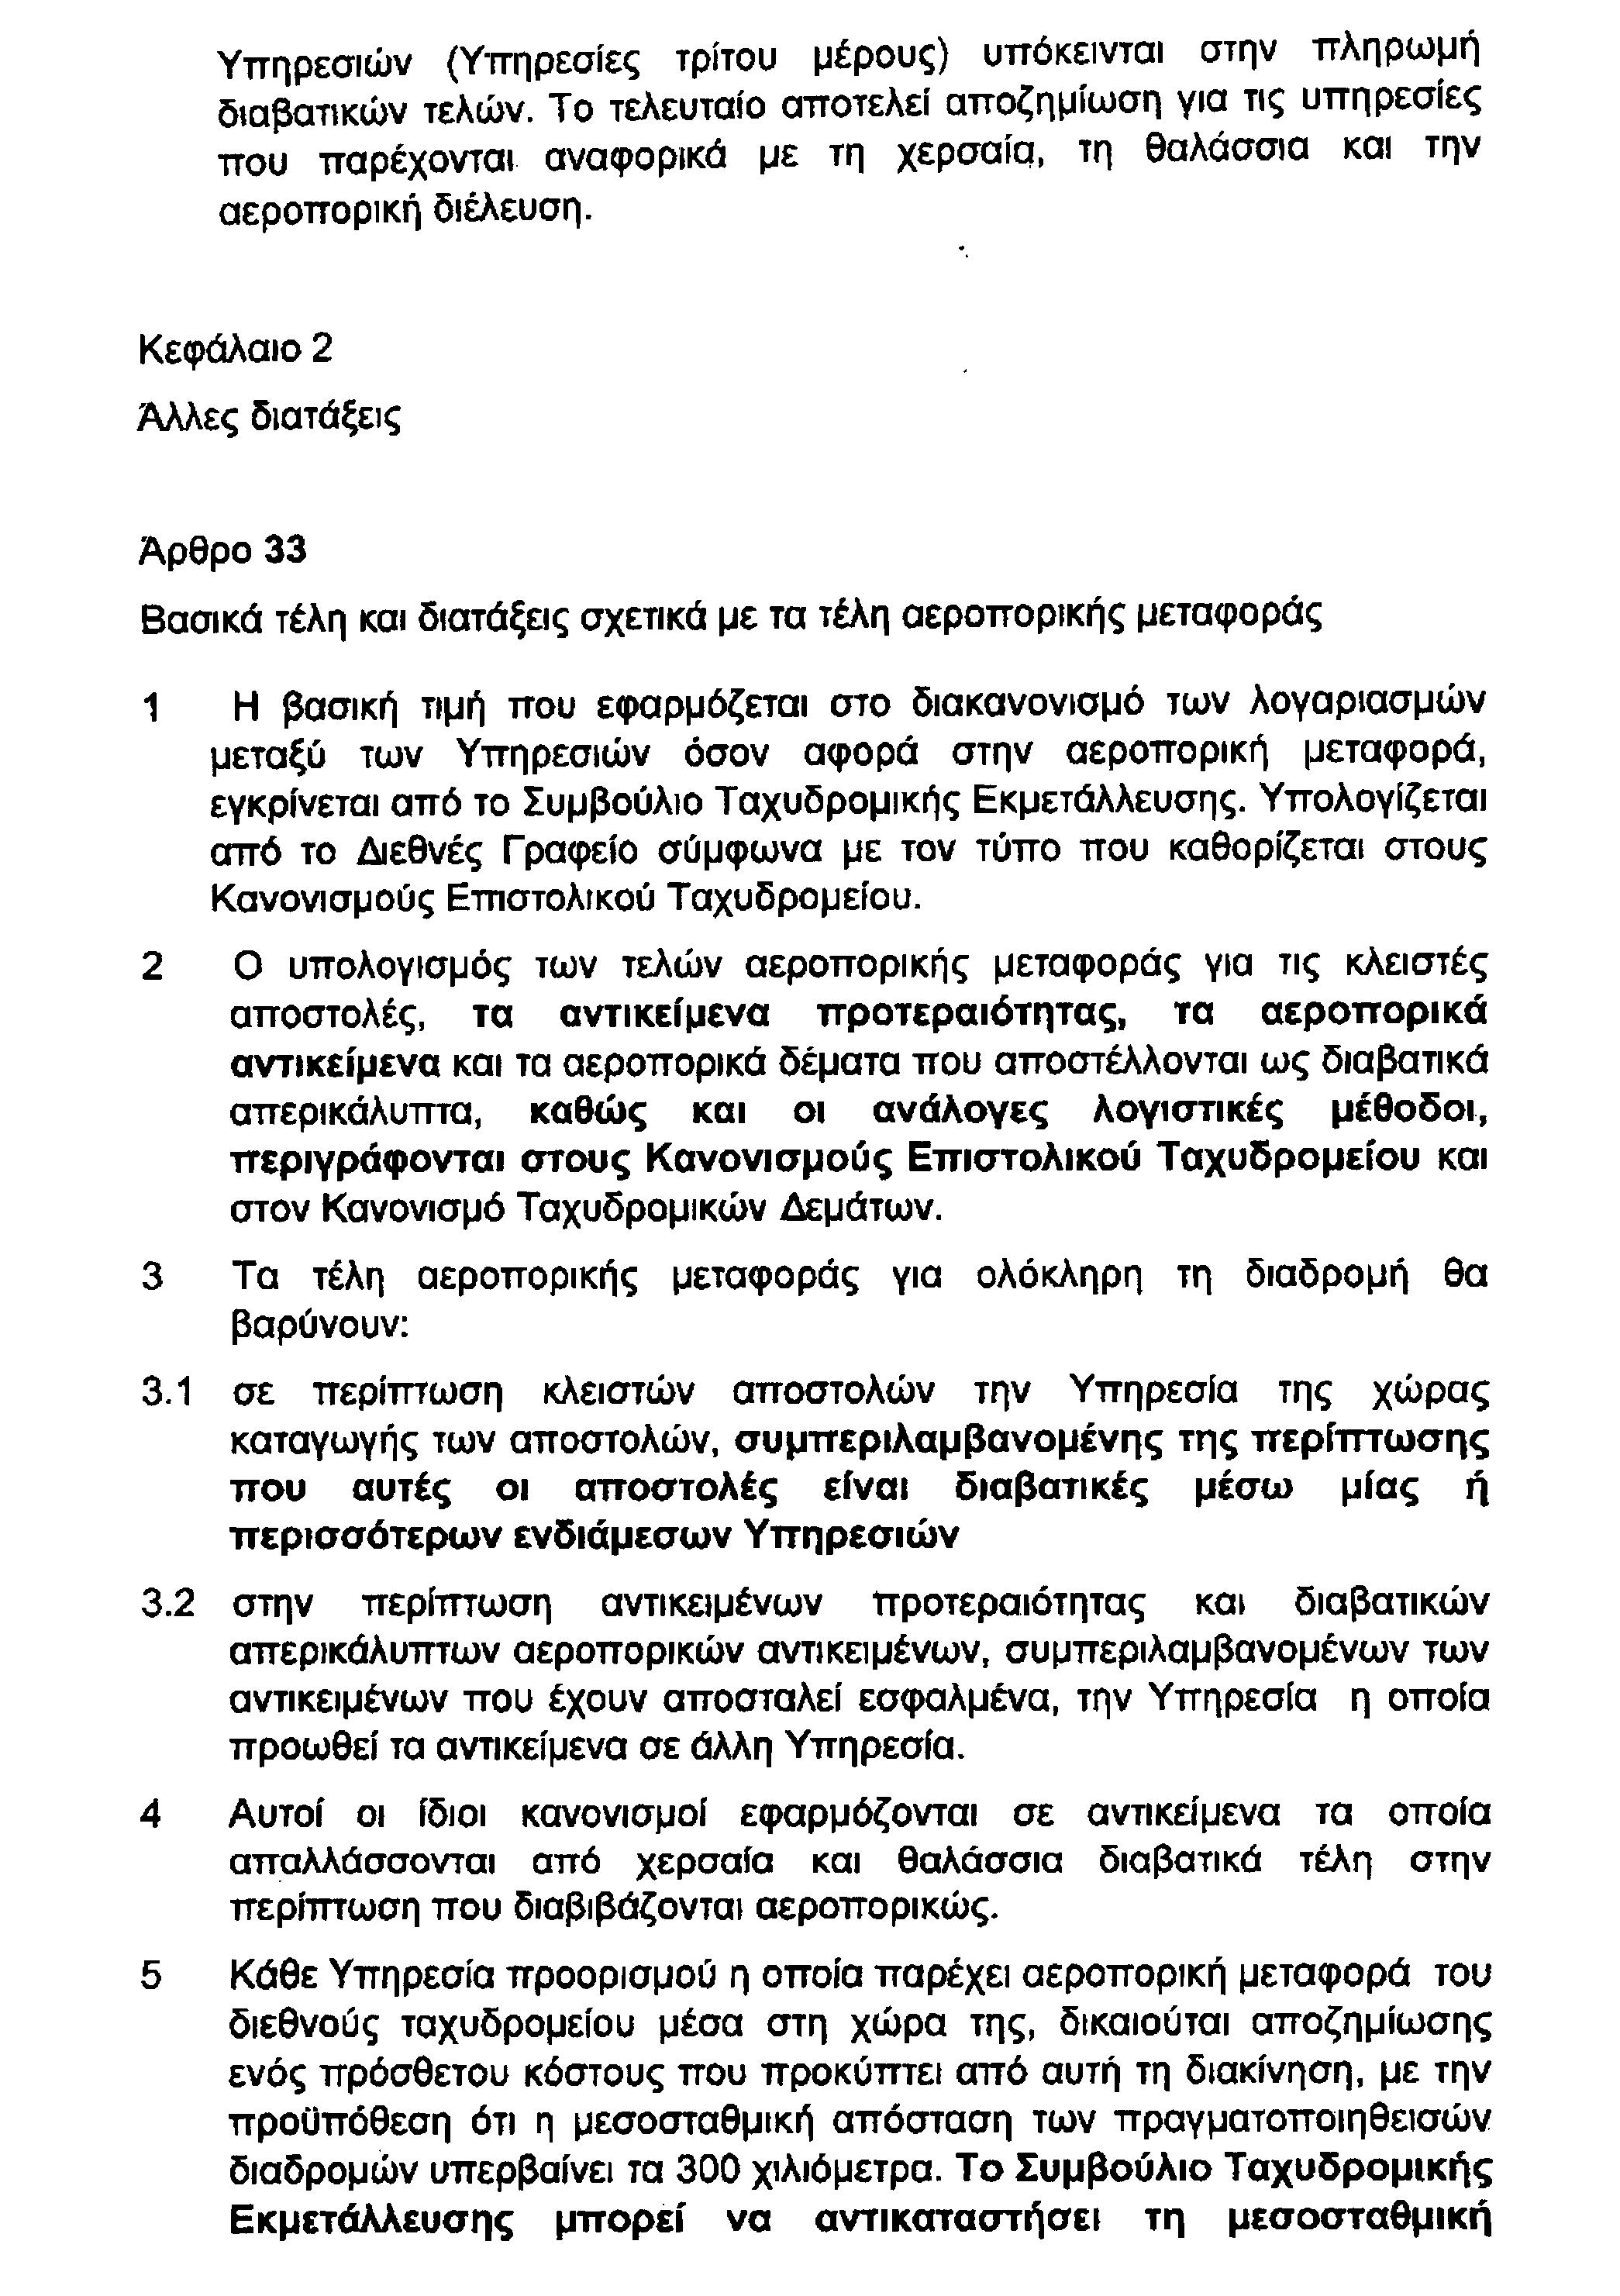 Υπηρεσιών (Υπηρεσίες τρίτου μέρους) υπόκεινται στην πληρωμή
διαβατικών τελών. Το τελευταίο αποτελεί αποζημίωση για τις υπηρεσίες
που παρέχονται αναφορικά με τη χερσαία, τη θαλάσσια και την
αεροπορική διέλευση.
Κεφάλαιο 2
Άλλες διατάξεις
Άρθρο 33
Βασικά τέλη και διατάξεις σχετικά με τα τέλη αεροπορικής μεταφοράς
1 Η βασική τιμή που εφαρμόζεται στο διακανονισμό των λογαριασμών
μεταξύ των Υπηρεσιών όσον αφορά στην αεροπορική μεταφορά,
εγκρίνεται από το Συμβούλιο Ταχυδρομικής Εκμετάλλευσης. Υπολογίζεται
από το Διεθνές Γραφείο σύμφωνα με τον τύπο που καθορίζεται στους
Κανονισμούς Επιστολικού Ταχυδρομείου.
2 Ο υπολογισμός των τελών αεροπορικής μεταφοράς για τις κλειστές
αποστολές, τα αντικείμενα προτεραιότητας, τα αεροπορικά
αντικείμενα και τα αεροπορικά δέματα που αποστέλλονται ως διαβατικά
απερικάλυπτα, καθώς και οι ανάλογες λογιστικές μέθοδοι,
περιγράφονται στους Κανονισμούς Επιστολικού Ταχυδρομείου και
στον Κανονισμό Ταχυδρομικών Δεμάτων.
3 Τα τέλη αεροπορικής μεταφοράς για ολόκληρη τη διαδρομή θα
βαρύνουν:
3.1 σε περίπτωση κλειστών αποστολών την Υπηρεσία της χώρας
καταγωγής των αποστολών, συμπεριλαμβανομένης της περίπτωσης
που αυτές οι αποστολές είναι διαβατικές μέσω μίας ή
περισσότερων ενδιάμεσων Υπηρεσιών
3.2 στην περίπτωση αντικειμένων προτεραιότητας και διαβατικών
απερικάλυπτων αεροπορικών αντικειμένων, συμπεριλαμβανομένων των
αντικειμένων που έχουν αποσταλεί εσφαλμένα, την Υπηρεσία η οποία
προωθεί τα αντικείμενα σε άλλη Υπηρεσία.
4 Αυτοί οι ίδιοι κανονισμοί εφαρμόζονται σε αντικείμενα τα οποία
απαλλάσσονται από χερσαία και θαλάσσια διαβατικά τέλη στην
περίπτωση που διαβιβάζονται αεροπορικώς.
5 Κάθε Υπηρεσία προορισμού η οποία παρέχει αεροπορική μεταφορά του
διεθνούς ταχυδρομείου μέσα στη χώρα της, δικαιούται αποζημίωσης
ενός πρόσθετου κόστους που προκύπτει από αυτή τη διακίνηση, με την
προϋπόθεση ότι η μεσοσταθμική απόσταση των πραγματοποιηθεισών
διαδρομών υπερβαίνει τα 300 χιλιόμετρα. Το Συμβούλιο Ταχυδρομικής
Εκμετάλλευσης μπορεί να αντικαταστήσει τη μεσοσταθμική